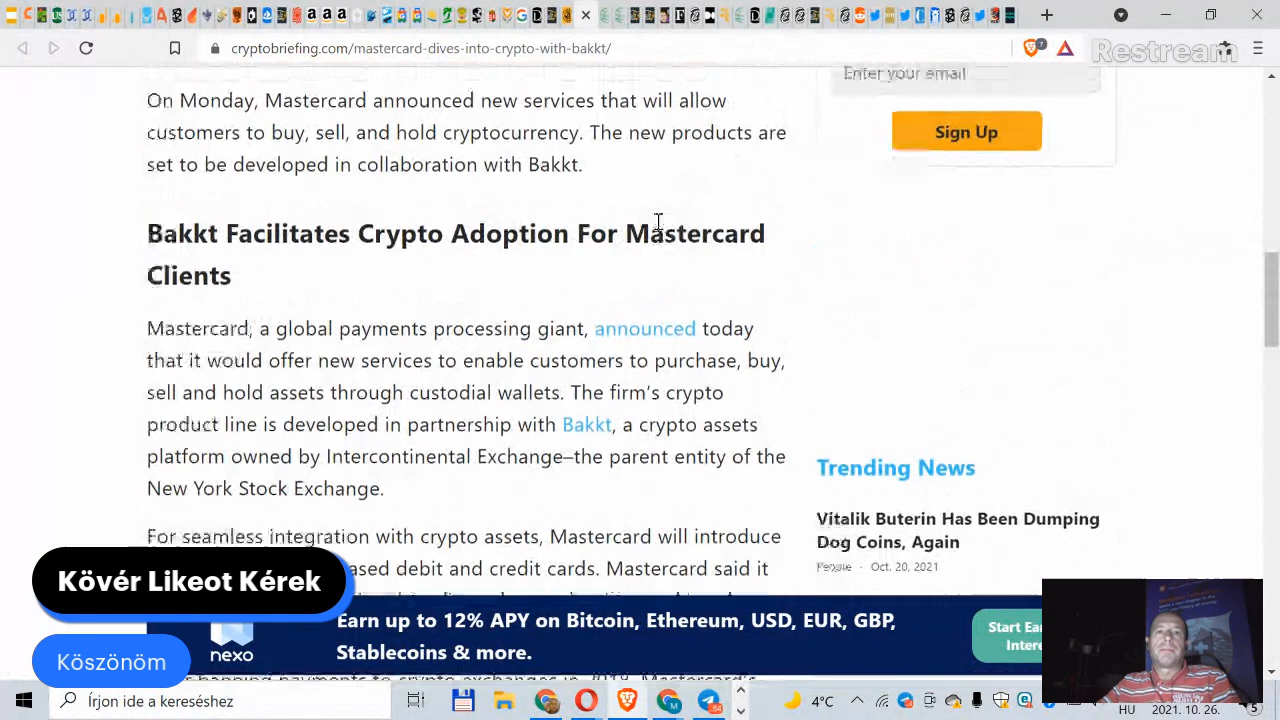 cryptobriefing.com/mastercard-dives-into-crypto-with-bakkt/
7
Restream
Enter your email
Sign Up
On Monday, Mastercard announced new services that will allow
customers to buy, sell, and hold cryptocurrency. The new products are
set to be developed in collaboration with Bakkt.
Bakkt Facilitates Crypto Adoption For Mastercard
Clients
Mastercard, a global payments processing giant, announced today
that it would offer new services to enable customers to purchase, buy,
sell and hold assets through custodial wallets. The firm's crypto
product line is developed in partnership with Bakkt, a crypto assets
platform owned by Intercontinental Exchange–the parent entity of the
New York Stock Exchange.
For seamless integration with crypto assets, Mastercard will introduce
ased debit and credit cards. Mastercard said it
Trending News
Vitalik Buterin Has Been Dumping
Dog Coins, Again
People · Oct. 20, 2021
Kövér Likeot Kérek
Köszönöm
nexo
Earn up to 12% APY on Bitcoin, Ethereum, USD, EUR, GBP,
Stablecoins & more.
Start Ea
Intere
Írjon ide a kereséshez
84
4°C
HU
2021. 10. 26.